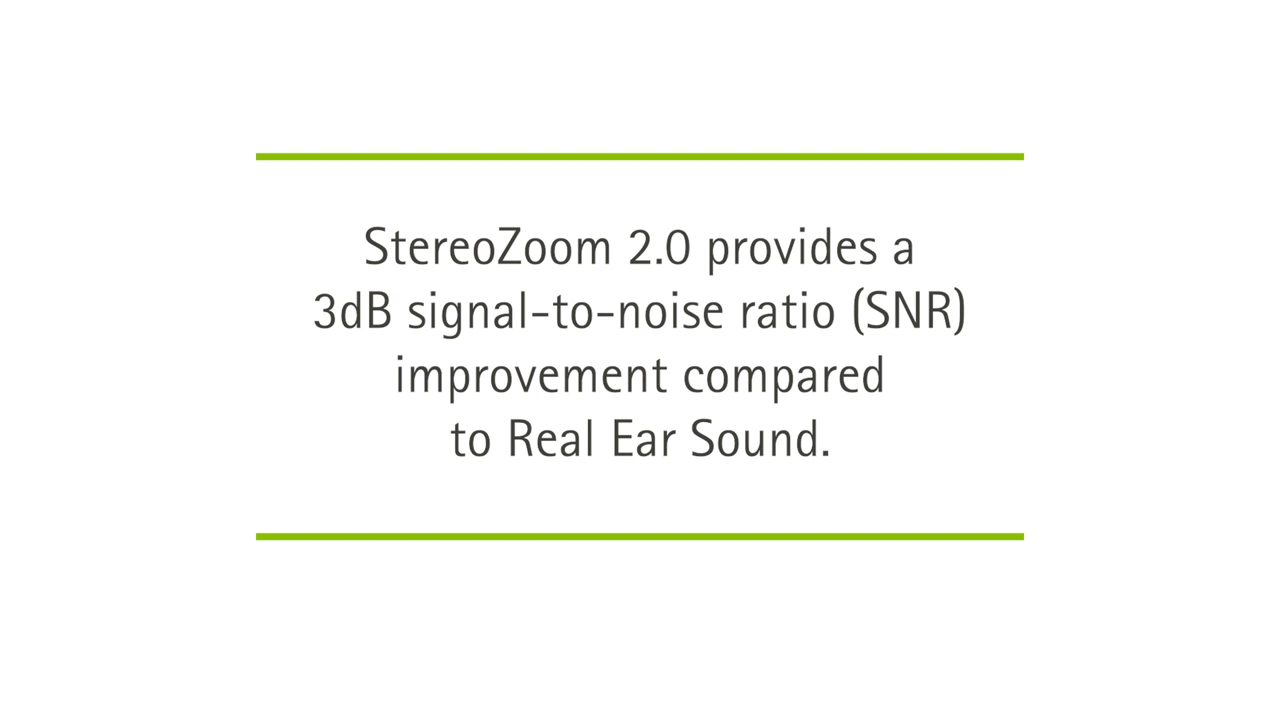 StereoZoom 2.0 provides a
3dB signal-to-noise ratio (SNR)
improvement compared
to Real Ear Sound.